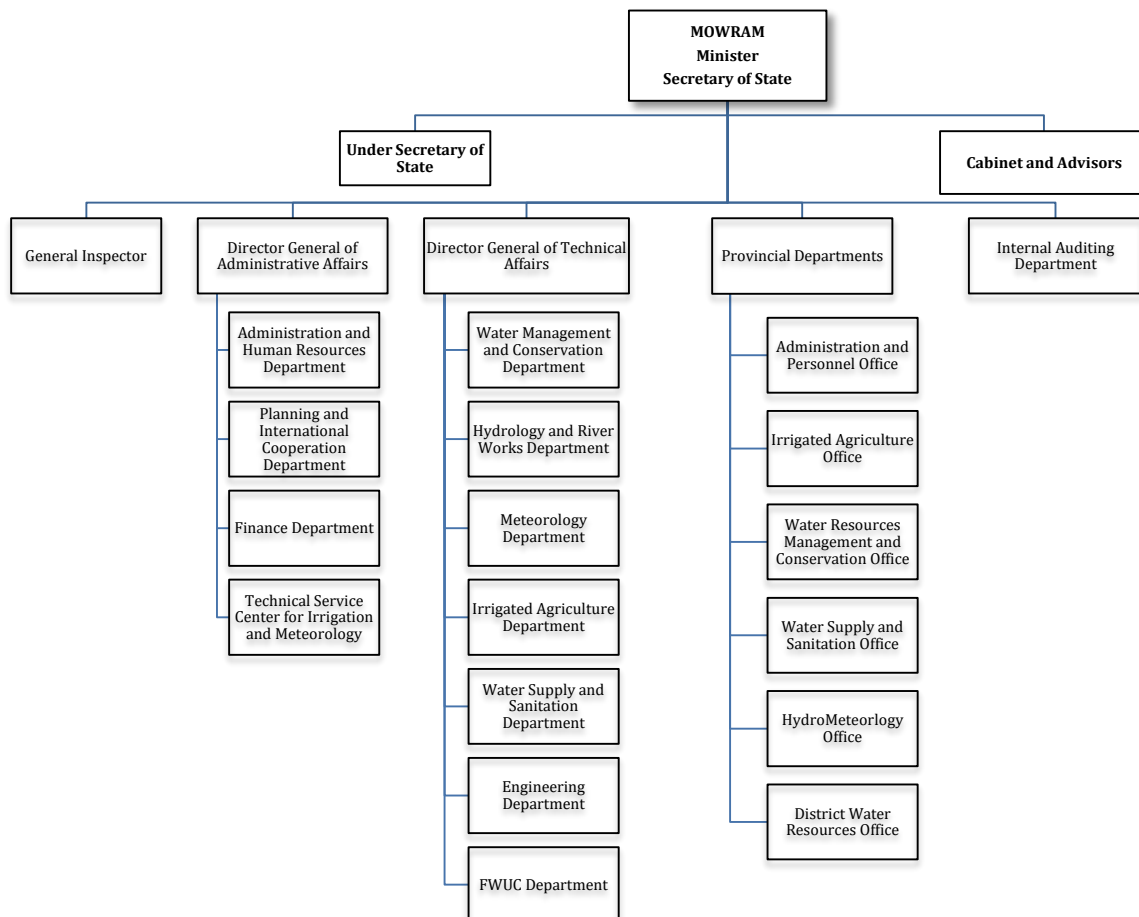 MOWRAM
Minister
Secretary of State
Under Secretary of
State
Cabinet and Advisors
General Inspector
Director General of
Administrative Affairs
Director General of Technical
Affairs
Provincial Departments
Internal Auditing
Department
Administration and
Human Resources
Department
Planning and
International
Cooperation
Department
Finance Department
Technical Service
Center for Irrigation
and Meteorology
Water Management
and Conservation
Department
Hydrology and River
Works Department
Meteorology
Department
Irrigated Agriculture
Department
Water Supply and
Sanitation
Department
Engineering
Department
FWUC Department
Administration and
Personnel Office
Irrigated Agriculture
Office
Water Resources
Management and
Conservation Office
Water Supply and
Sanitation Office
HydroMeteorlogy
Office
District Water
Resources Office